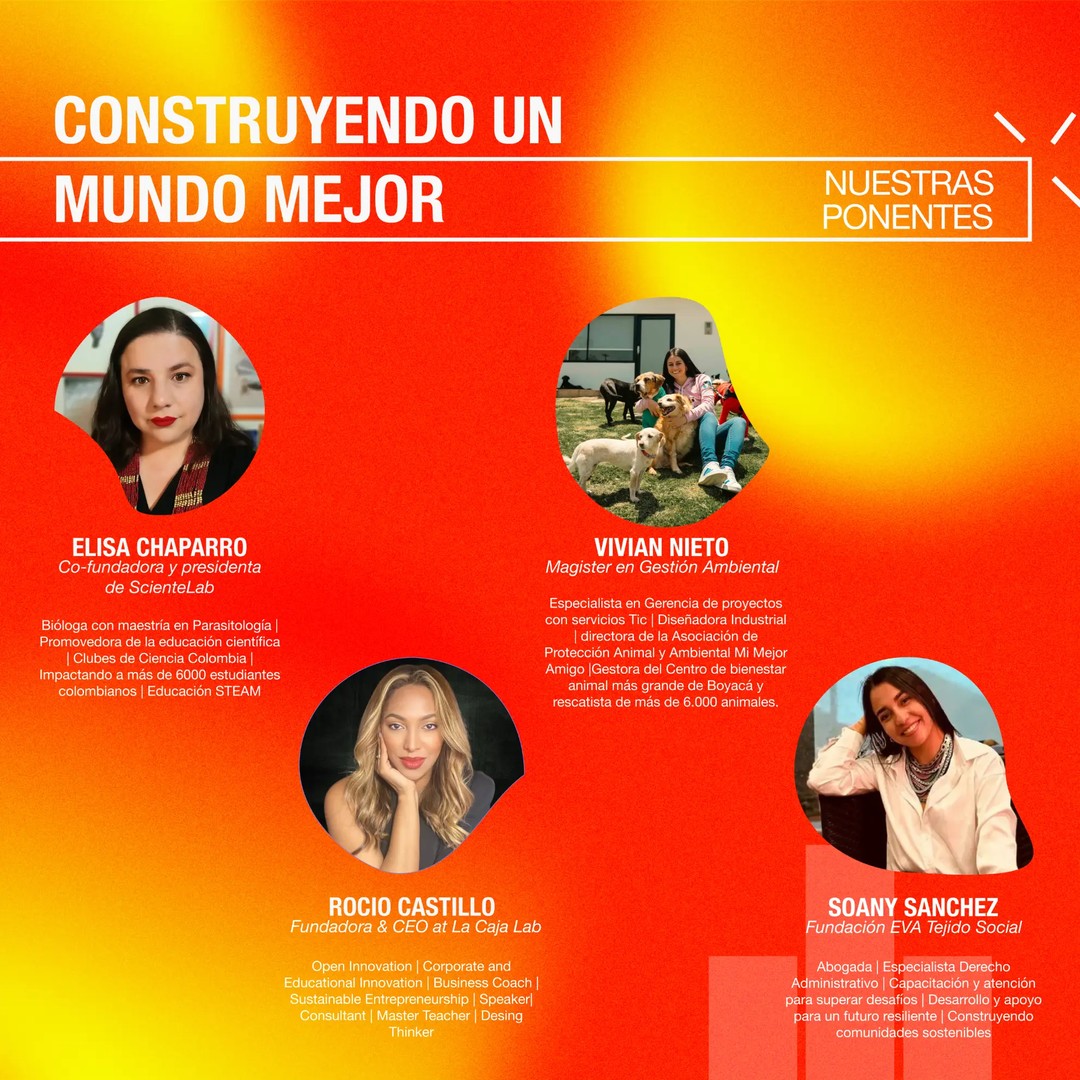 CONSTRUYENDO UN
MUNDO MEJOR
NUESTRAS
PONENTES
ELISA CHAPARRO
Co-fundadora y presidenta
de ScienteLab
Bióloga con maestría en Parasitología |
Promovedora de la educación científica
| Clubes de Ciencia Colombia |
Impactando a más de 6000 estudiantes
colombianos | Educación STEAM
VIVIAN NIETO
Magister en Gestión Ambiental
Especialista en Gerencia de proyectos
con servicios Tic | Diseñadora Industrial
| directora de la Asociación de
Protección Animal y Ambiental Mi Mejor
Amigo |Gestora del Centro de bienestar
animal más grande de Boyacá y
rescatista de más de 6.000 animales.
ROCIO CASTILLO
Fundadora & CEO at La Caja Lab
Open Innovation | Corporate and
Educational Innovation | Business Coach |
Sustainable Entrepreneurship | Speaker|
Consultant | Master Teacher | Desing
Thinker
SOANY SANCHEZ
Fundación EVA Tejido Social
Abogada | Especialista Derecho
Administrativo | Capacitación y atención
para superar desafíos | Desarrollo y apoyo
para un futuro resiliente | Construyendo
comunidades sostenibles